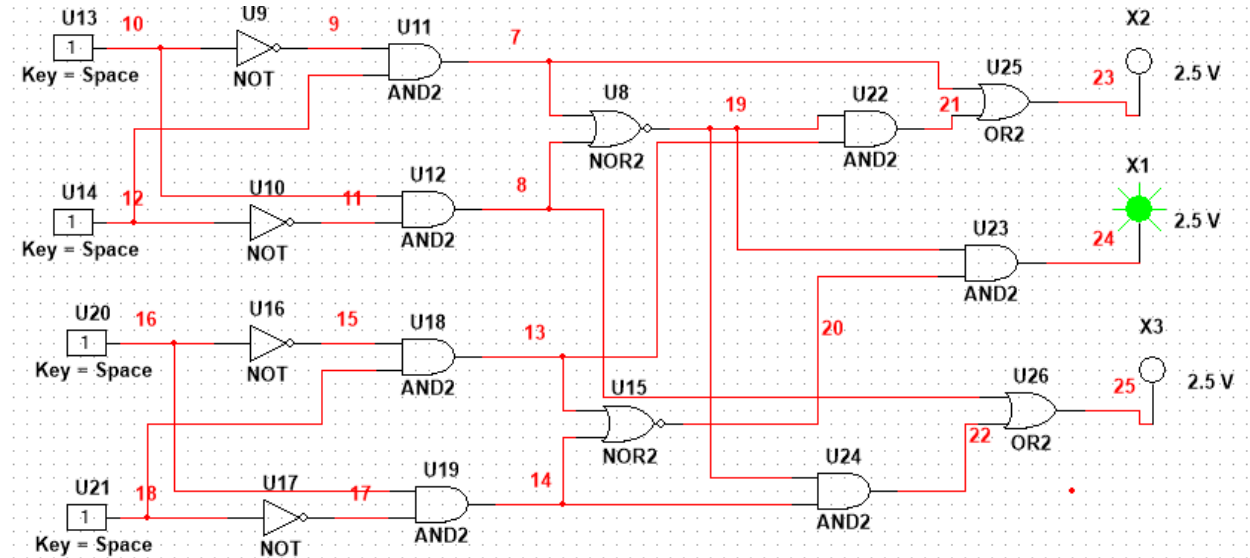 U13
10
U9
9
U11
7
X2
1
Key = Space
NOT
AND2
2.5 V
U25
23
U8
19
U22
21
OR2
NOR2
AND2
X1
U14
12
U10
11
U12
8
1
Key = Space
NOT
AND2
2.5 V
U23
24
AND2
U20
16
U16
15
U18
13
20
X3
1
Key = Space
NOT
AND2
U15
U26
25
2.5 V
NOR2
22
OR2
U21
18
U17
17
U19
14
U24
1
Key = Space
NOT
AND2
AND2